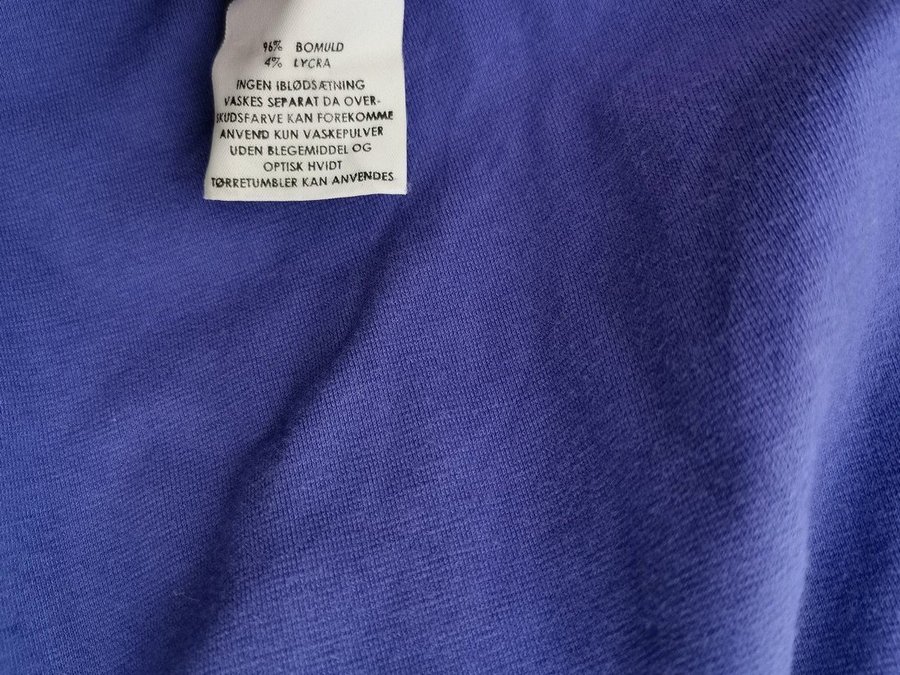 96% BOMULD
4% LYCRA
INGEN IBLØDSÆTNING
VASKES SEPARAT DA OVER-
SKUDSFARVE KAN FOREKOMME
ANVEND KUN VASKEPULVER
UDEN BLEGEMIDDEL OG
OPTISK HVIDT
TØRRETUMBLER KAN ANVENDES